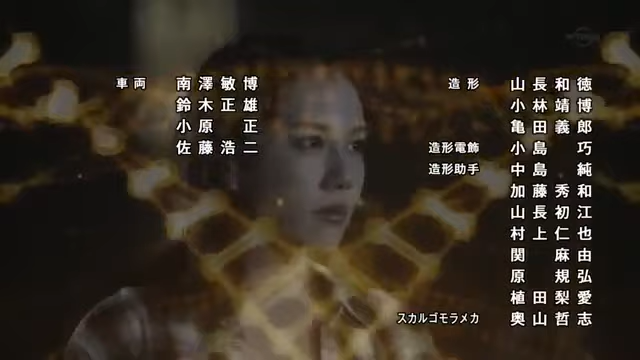 車両 南澤敏博
鈴木正雄
小原 正
佐藤浩二
造形 山長和徳
小林靖博
亀田義郎
造形電飾 小島 巧
造形助手 中島 純
加藤秀和
山長初江
村上仁也
関 麻由
原 規弘
植田梨愛
スカルゴモラメカ 奥山哲志